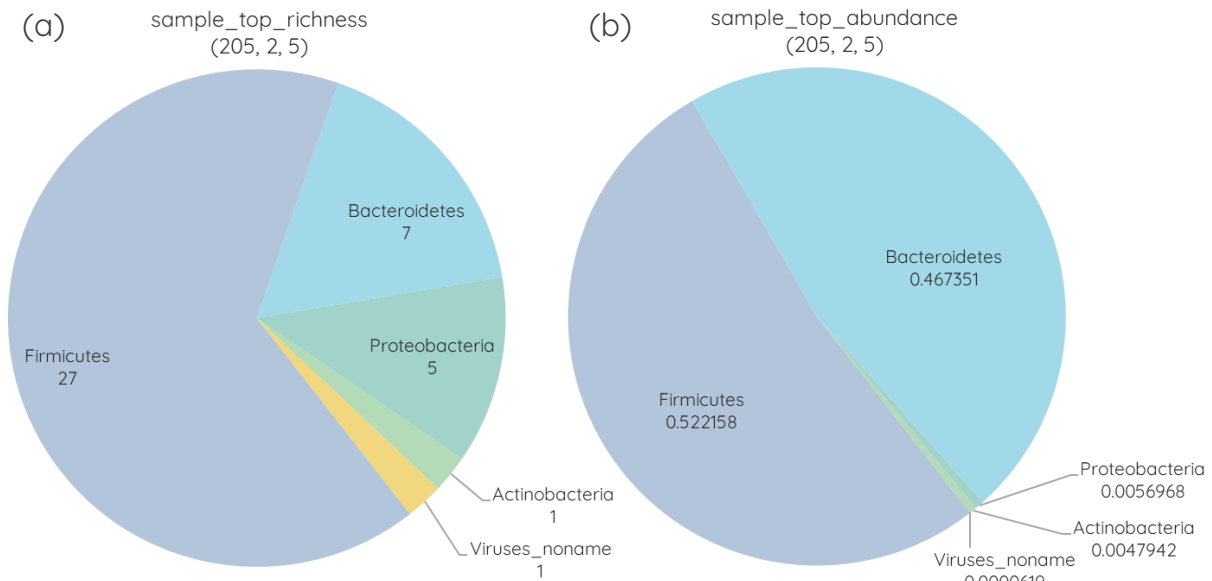 (a)
sample_top_richness
(205, 2, 5)
Bacteroidetes
7
Proteobacteria
5
Firmicutes
27
Actinobacteria
1
Viruses_noname
1
(b)
sample_top_abundance
(205, 2, 5)
Bacteroidetes
0.467351
Firmicutes
0.522158
Proteobacteria
0.0056968
Actinobacteria
0.0047942
Viruses_noname